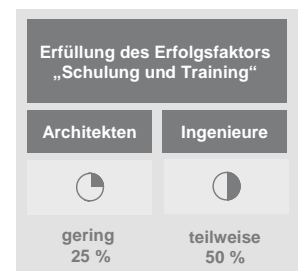 Erfüllung des Erfolgsfaktors
„Schulung und Training“
Architekten
Ingenieure
gering
25 %
teilweise
50 %